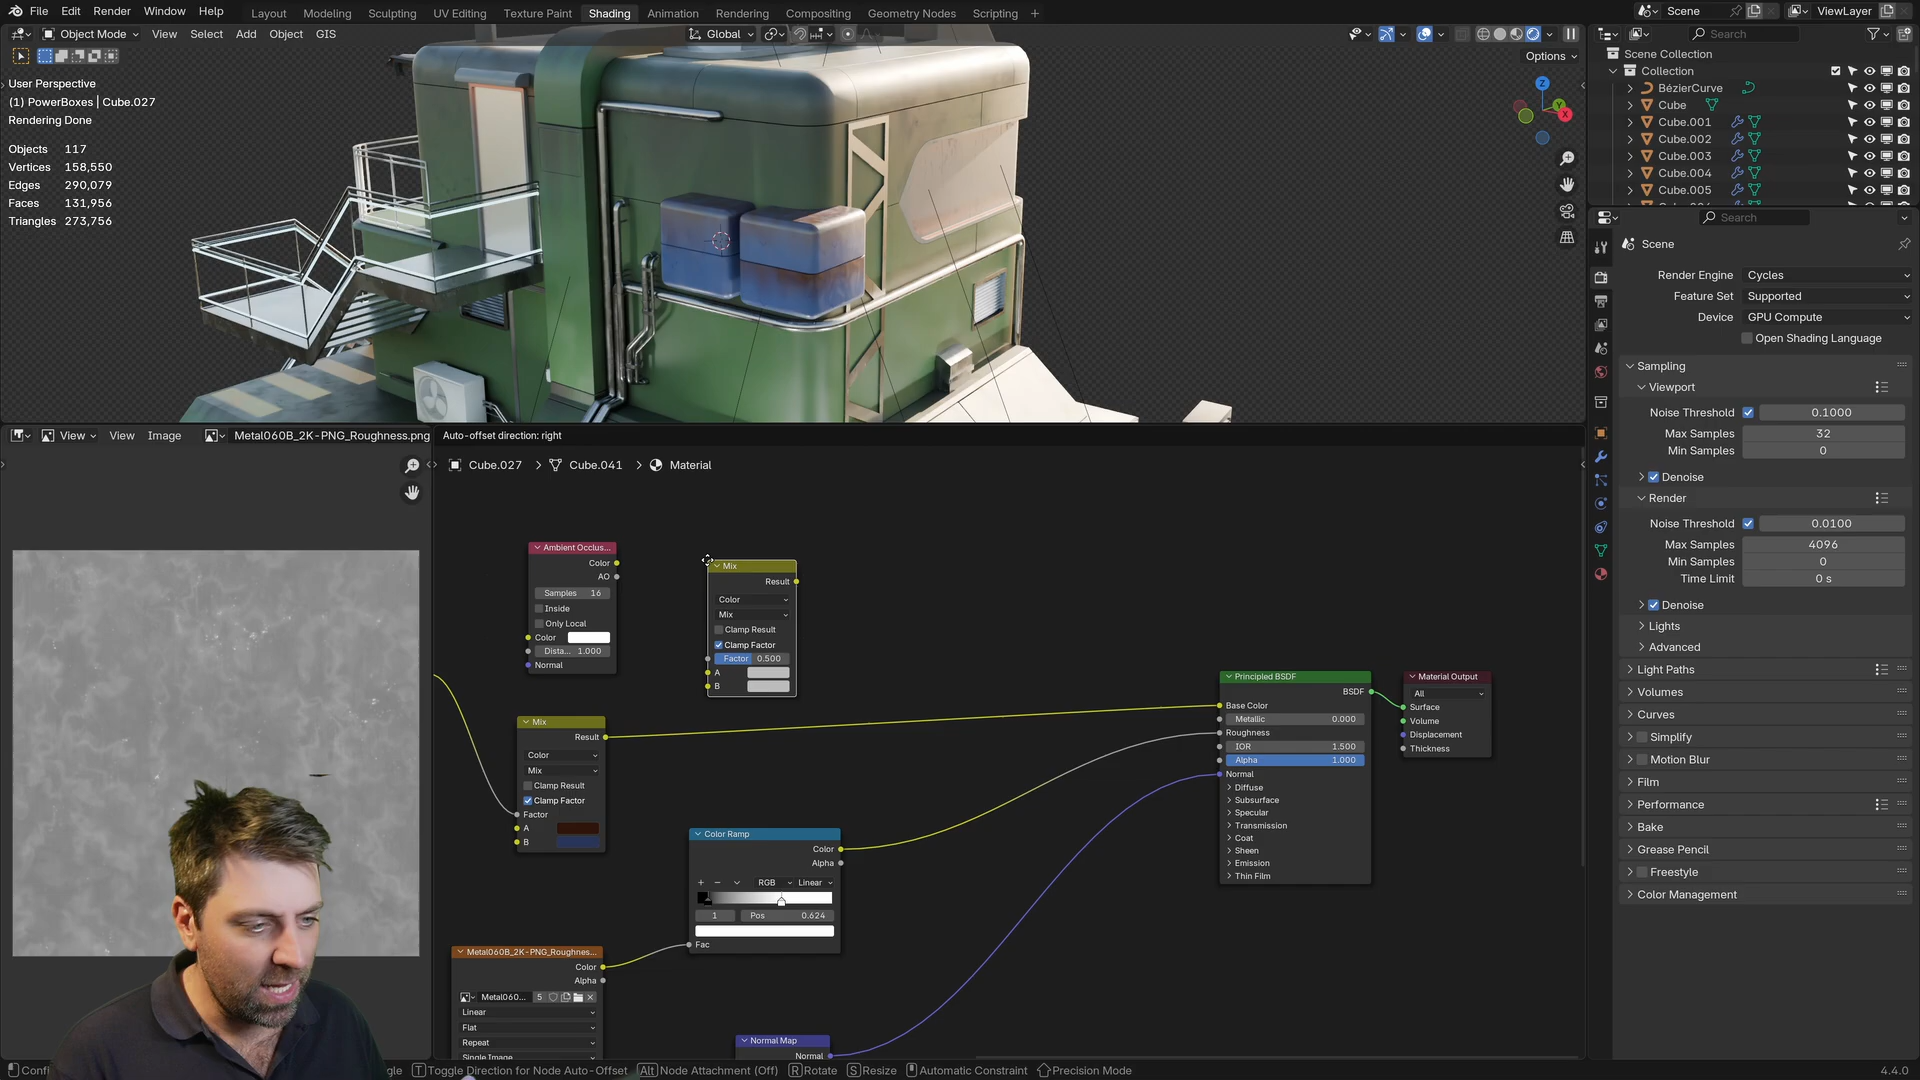 File Edit Render Window Help
Layout Modeling Sculpting UV Editing Texture Paint Shading Animation Rendering Compositing Geometry Nodes Scripting +
Scene
ViewLayer
Object Mode View Select Add Object GIS
Global
Options
User Perspective
(1) PowerBoxes | Cube.027
Rendering Done
Objects 117
Vertices 158,550
Edges 290,079
Faces 131,956
Triangles 273,756
Z
Y
X
View View Image Metal060B_2K-PNG_Roughness.png
Auto-offset direction: right
Cube.027 > Cube.041 > Material
Ambient Occlus...
Color
AO
Samples 16
Inside
Only Local
Color
Dista... 1.000
Normal
Mix
Result
Color
Mix
Clamp Result
Clamp Factor
Factor 0.500
A
B
Mix
Result
Color
Mix
Clamp Result
Clamp Factor
Factor
A
B
Color Ramp
Color
Alpha
+ − RGB Linear
1 Pos 0.624
Fac
Metal060B_2K-PNG_Roughnes...
Color
Alpha
Metal060... 5
Linear
Flat
Repeat
Single Image
Normal Map
Normal
Principled BSDF
BSDF
Base Color
Metallic 0.000
Roughness
IOR 1.500
Alpha 1.000
Normal
Diffuse
Subsurface
Specular
Transmission
Coat
Sheen
Emission
Thin Film
Material Output
All
Surface
Volume
Displacement
Thickness
Search
Scene Collection
Collection
BézierCurve
Cube
Cube.001
Cube.002
Cube.003
Cube.004
Cube.005
Search
Scene
Render Engine Cycles
Feature Set Supported
Device GPU Compute
Open Shading Language
Sampling
Viewport
Noise Threshold 0.1000
Max Samples 32
Min Samples 0
Denoise
Render
Noise Threshold 0.0100
Max Samples 4096
Min Samples 0
Time Limit 0 s
Denoise
Lights
Advanced
Light Paths
Volumes
Curves
Simplify
Motion Blur
Film
Performance
Bake
Grease Pencil
Freestyle
Color Management
Confi gle T Toggle Direction for Node Auto-Offset Alt Node Attachment (Off) R Rotate S Resize Automatic Constraint Precision Mode
4.4.0